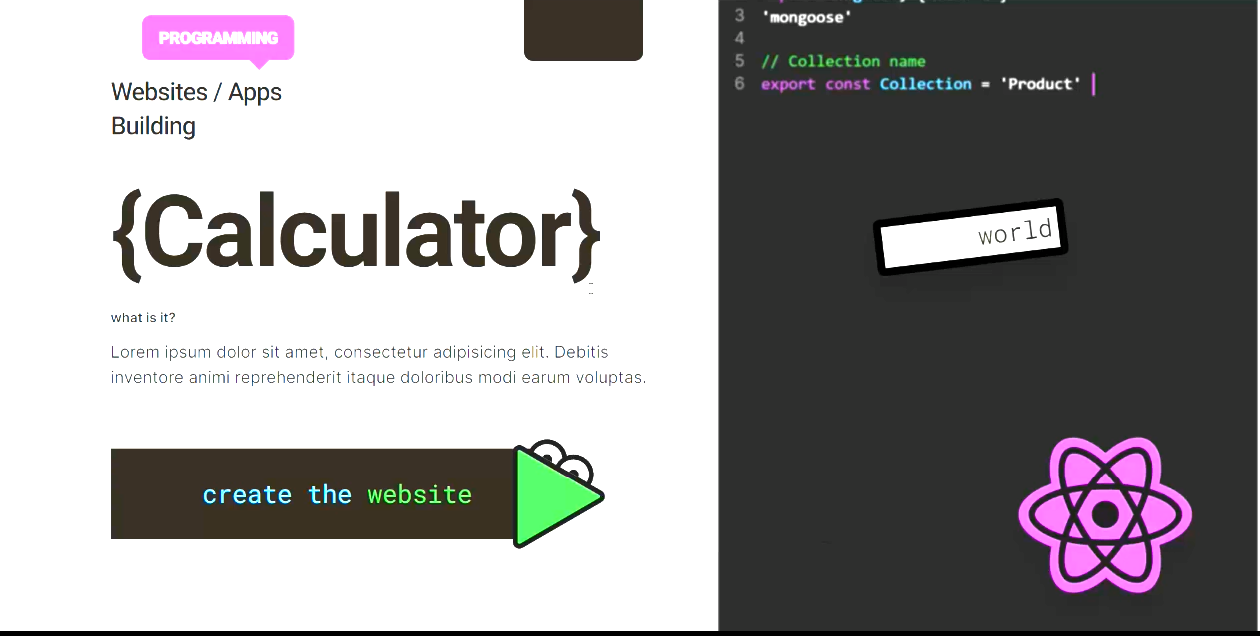 PROGRAMMING
Websites / Apps
Building
{Calculator}
what is it?
Lorem ipsum dolor sit amet, consectetur adipisicing elit. Debitis
inventore animi reprehenderit itaque doloribus modi earum voluptas.
create the website
3 'mongoose'
4
5 // Collection name
6 export const Collection = 'Product'
world